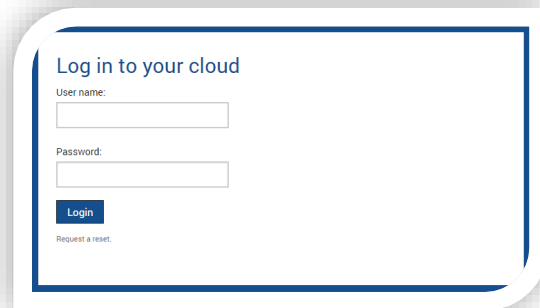 Log in to your cloud
User name:
Password:
Login
Request a reset.